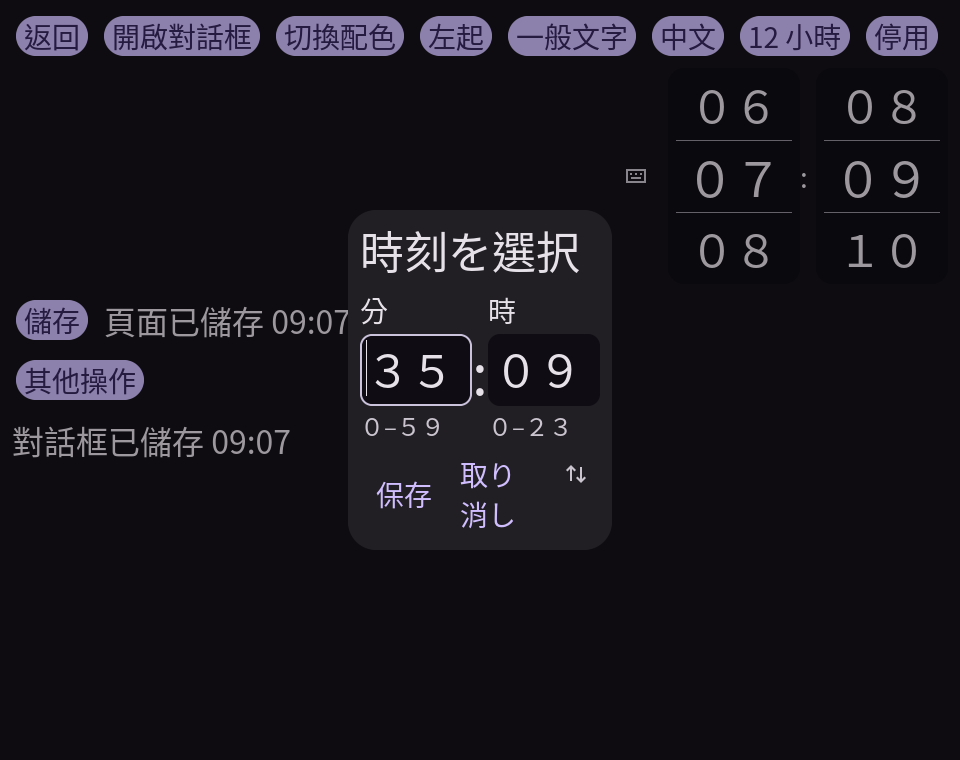 返回 開啟對話框 切換配色 左起 一般文字 中文 12 小時 停用
０６ ０８
０７ : ０９
０８ １０
時刻を選択
分 時
３５:０９
０–５９ ０–２３
保存 取り消し
儲存 頁面已儲存 09:07
其他操作
對話框已儲存 09:07